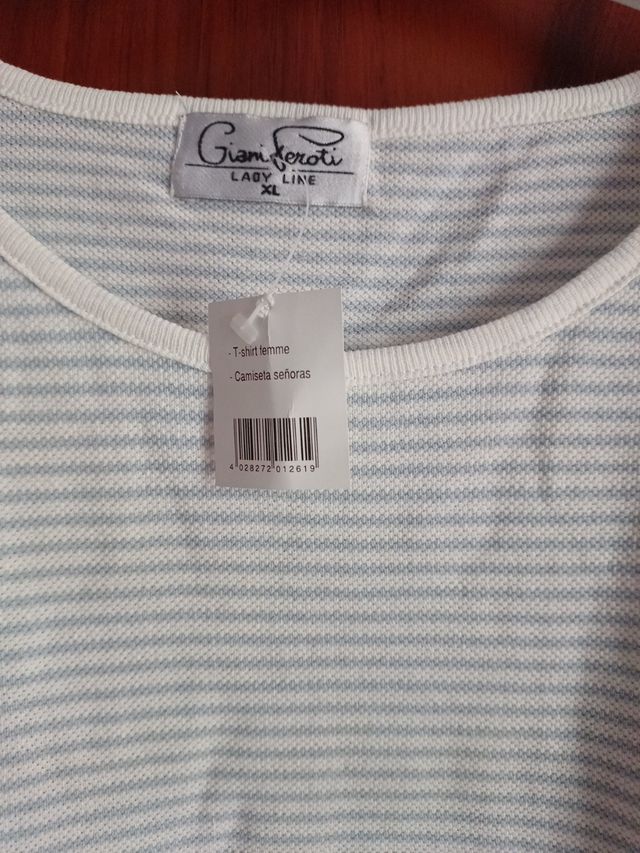 Giani Feroti
LADY LINE
XL
- T-shirt femme
- Camiseta señoras
4 028272 012619